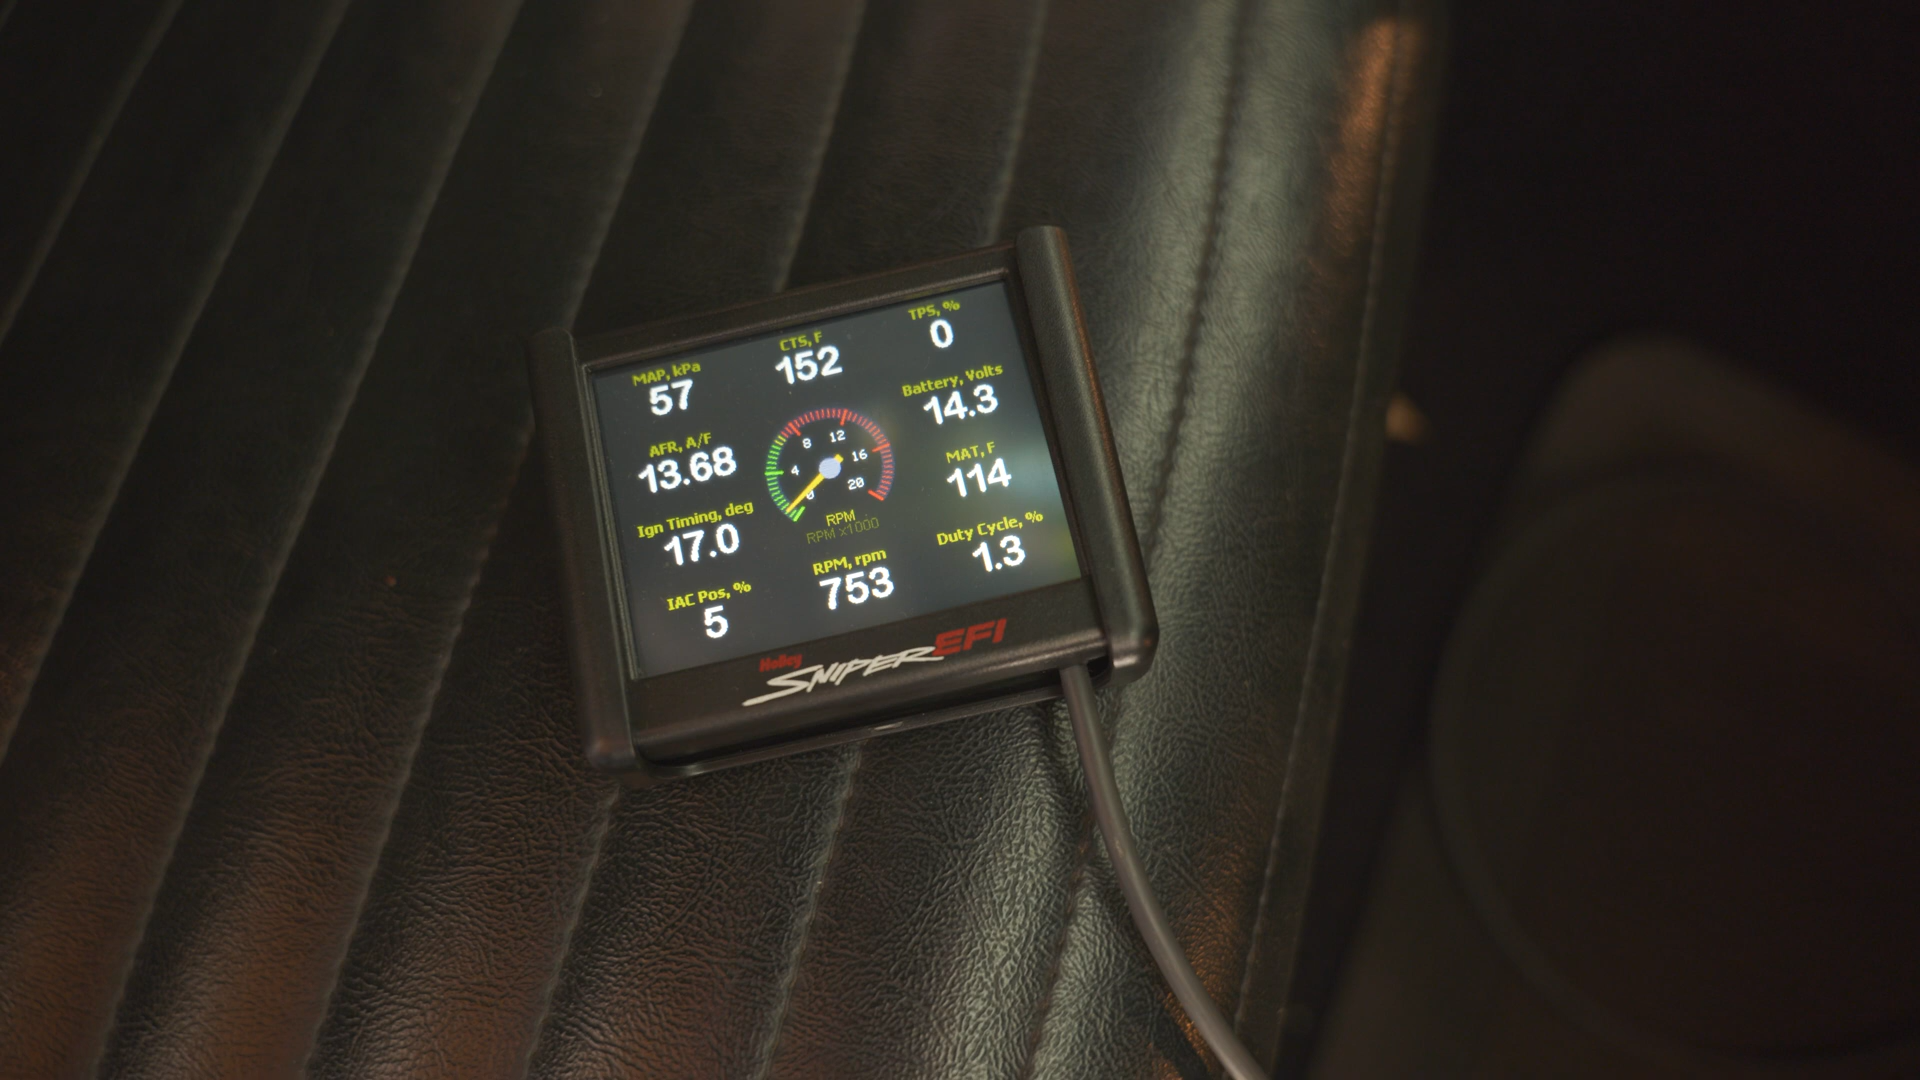 MAP, kPa
57
CTS, F
152
TPS, %
0
AFR, A/F
13.68
Battery, Volts
14.3
Ign Timing, deg
17.0
0
4
8
12
16
20
RPM
RPM x1000
MAT, F
114
IAC Pos, %
5
RPM, rpm
753
Duty Cycle, %
1.3
Holley
SNIPER EFI